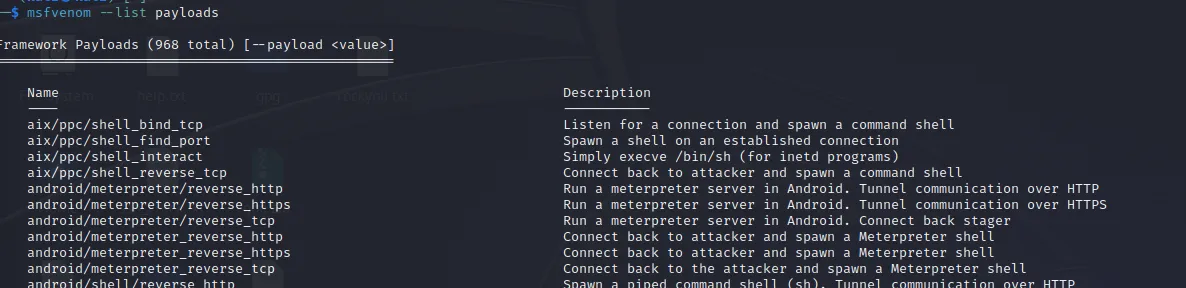 $ msfvenom --list payloads
Framework Payloads (968 total) [--payload <value>]
Name Description
aix/ppc/shell_bind_tcp Listen for a connection and spawn a command shell
aix/ppc/shell_find_port Spawn a shell on an established connection
aix/ppc/shell_interact Simply execve /bin/sh (for inetd programs)
aix/ppc/shell_reverse_tcp Connect back to attacker and spawn a command shell
android/meterpreter/reverse_http Run a meterpreter server in Android. Tunnel communication over HTTP
android/meterpreter/reverse_https Run a meterpreter server in Android. Tunnel communication over HTTPS
android/meterpreter/reverse_tcp Run a meterpreter server in Android. Connect back stager
android/meterpreter_reverse_http Connect back to attacker and spawn a Meterpreter shell
android/meterpreter_reverse_https Connect back to attacker and spawn a Meterpreter shell
android/meterpreter_reverse_tcp Connect back to the attacker and spawn a Meterpreter shell
android/shell/reverse_http Spawn a piped command shell (sh). Tunnel communication over HTTP